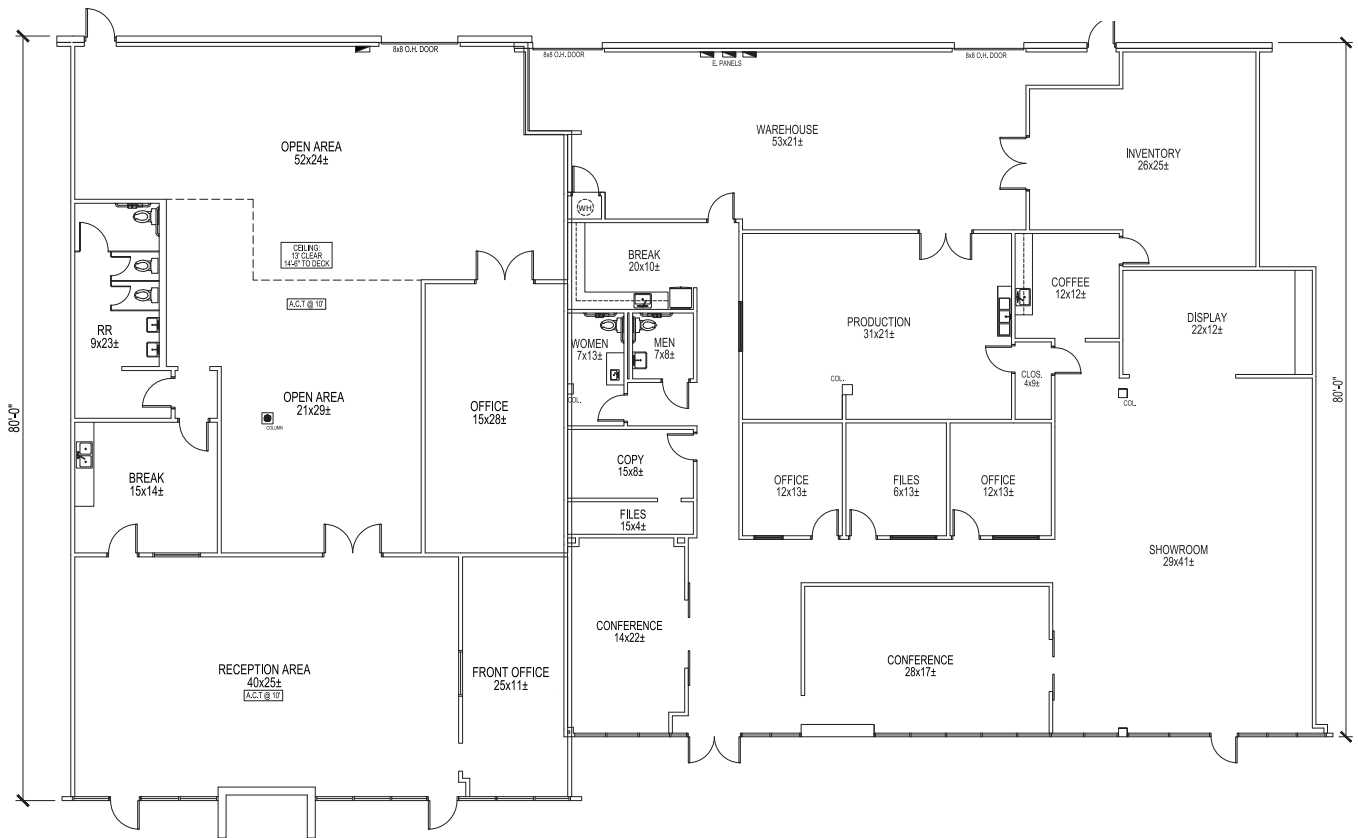 8x8 O.H. DOOR
8x8 O.H. DOOR
E. PANELS
8x8 O.H. DOOR
OPEN AREA
52x24±
WAREHOUSE
53x21±
INVENTORY
26x25±
WH
CEILING:
13' CLEAR
14'-6" TO DECK
BREAK
20x10±
A.C.T @ 10'
COFFEE
12x12±
RR
9x23±
WOMEN
7x13±
MEN
7x8±
PRODUCTION
31x21±
DISPLAY
22x12±
CLOS.
4x9±
COL.
COL.
COL.
80'-0"
80'-0"
OPEN AREA
21x29±
COLUMN
OFFICE
15x28±
BREAK
15x14±
COPY
15x8±
FILES
15x4±
OFFICE
12x13±
FILES
6x13±
OFFICE
12x13±
SHOWROOM
29x41±
CONFERENCE
14x22±
CONFERENCE
28x17±
RECEPTION AREA
40x25±
A.C.T @ 10'
FRONT OFFICE
25x11±